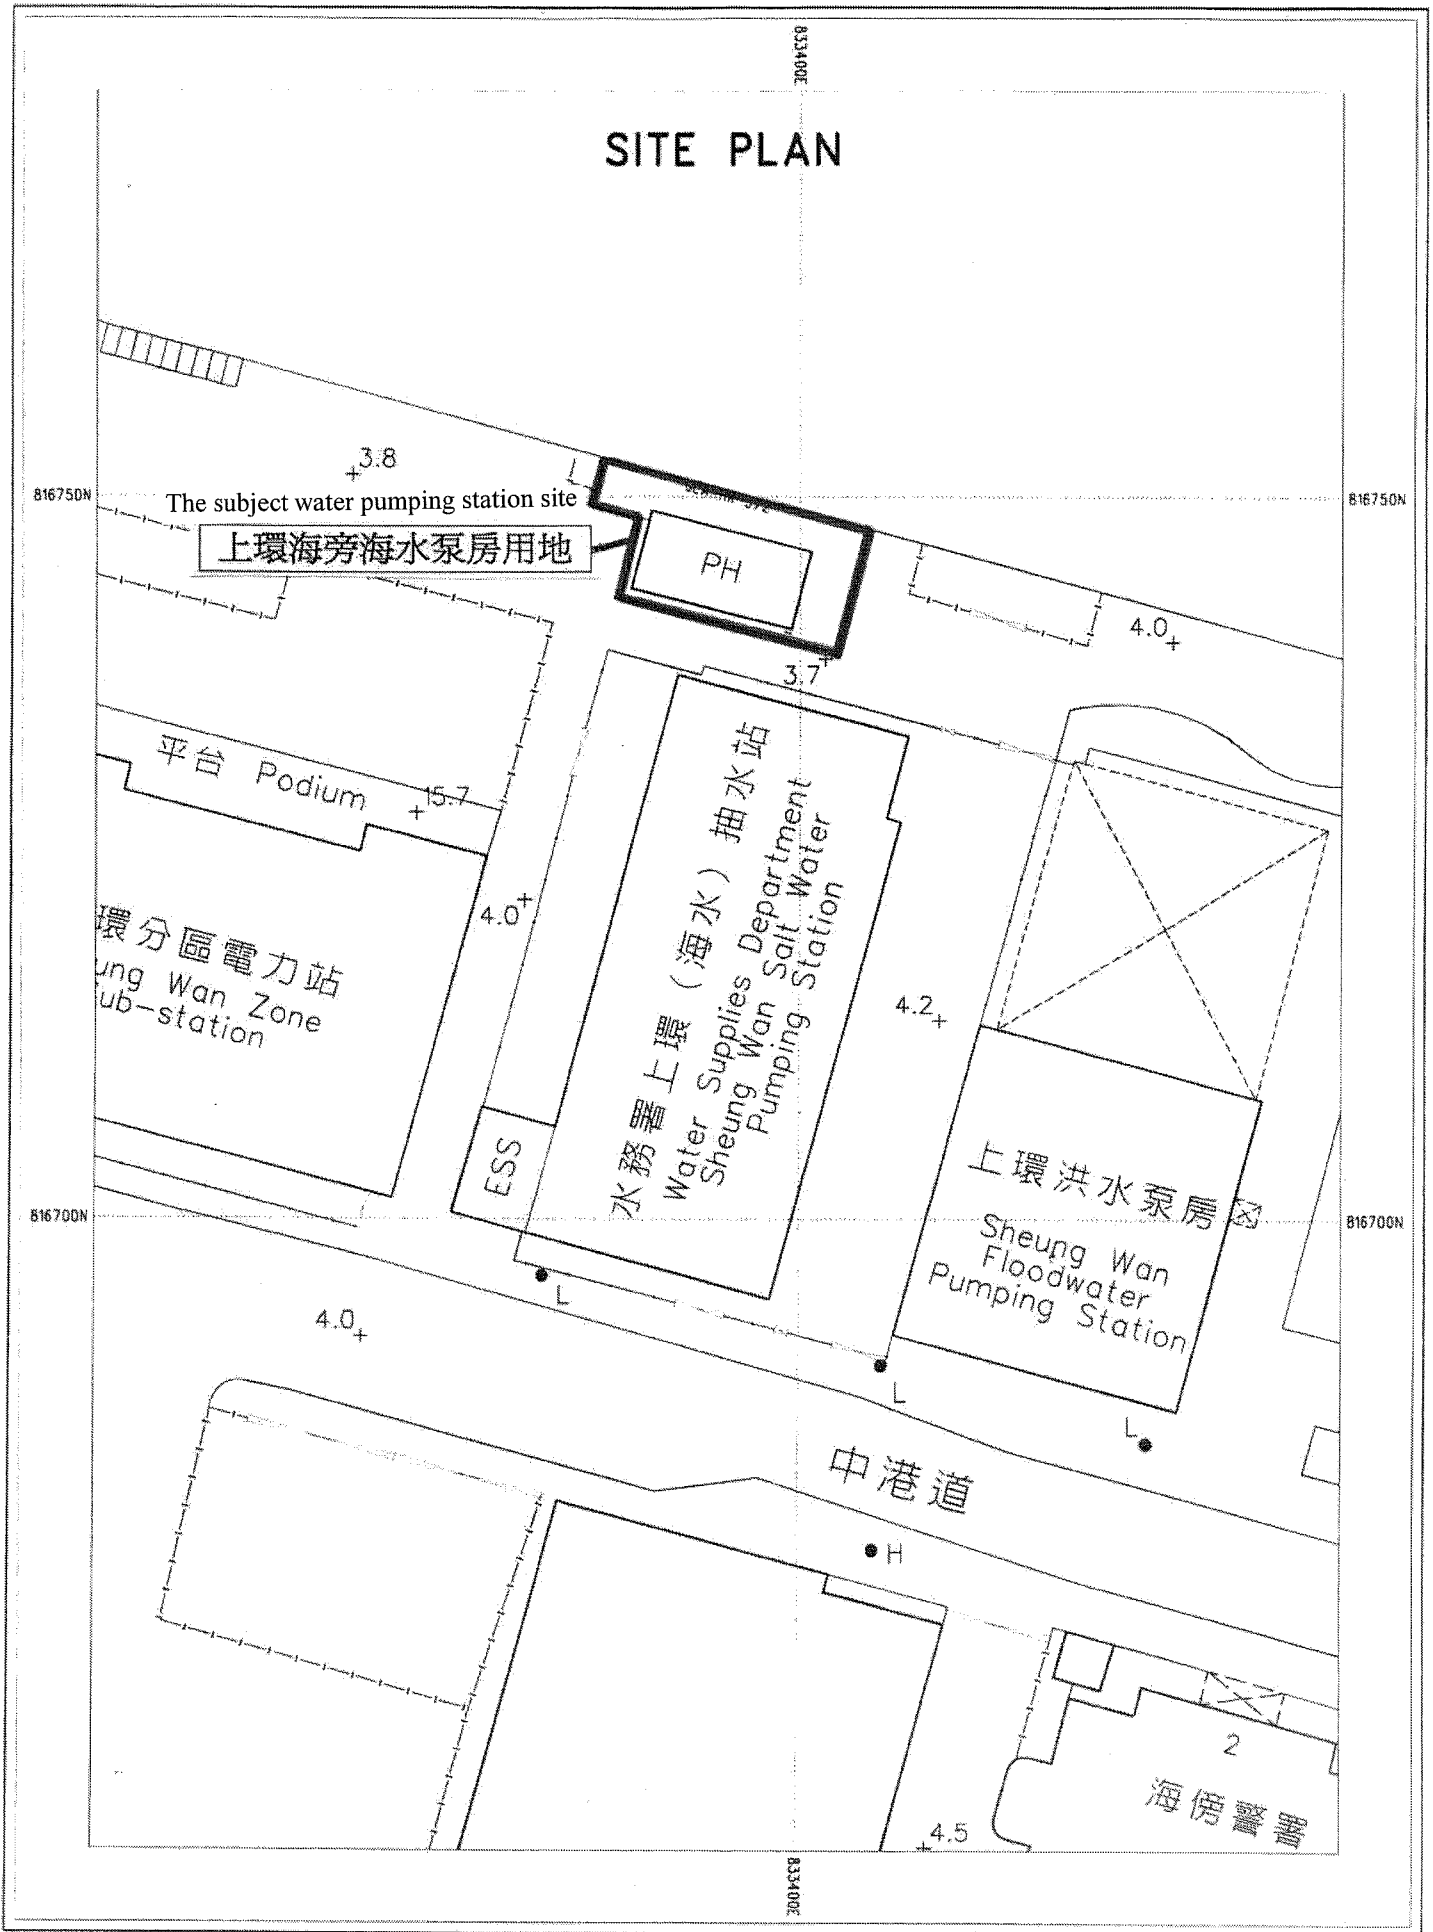 833400E
SITE PLAN
3.8
816750N
816750N
The subject water pumping station site
上環海旁海水泵房用地
PH
4.0
3.7
平台 Podium
15.7
水務署上環（海水）抽水站
Water Supplies Department
Sheung Wan Salt Water
Pumping Station
4.0
環分區電力站
ung Wan Zone
ub-station
4.2
ESS
上環洪水泵房
Sheung Wan
Floodwater
Pumping Station
816700N
816700N
L
4.0
L
L
中港道
H
2
海傍警署
4.5
833400E